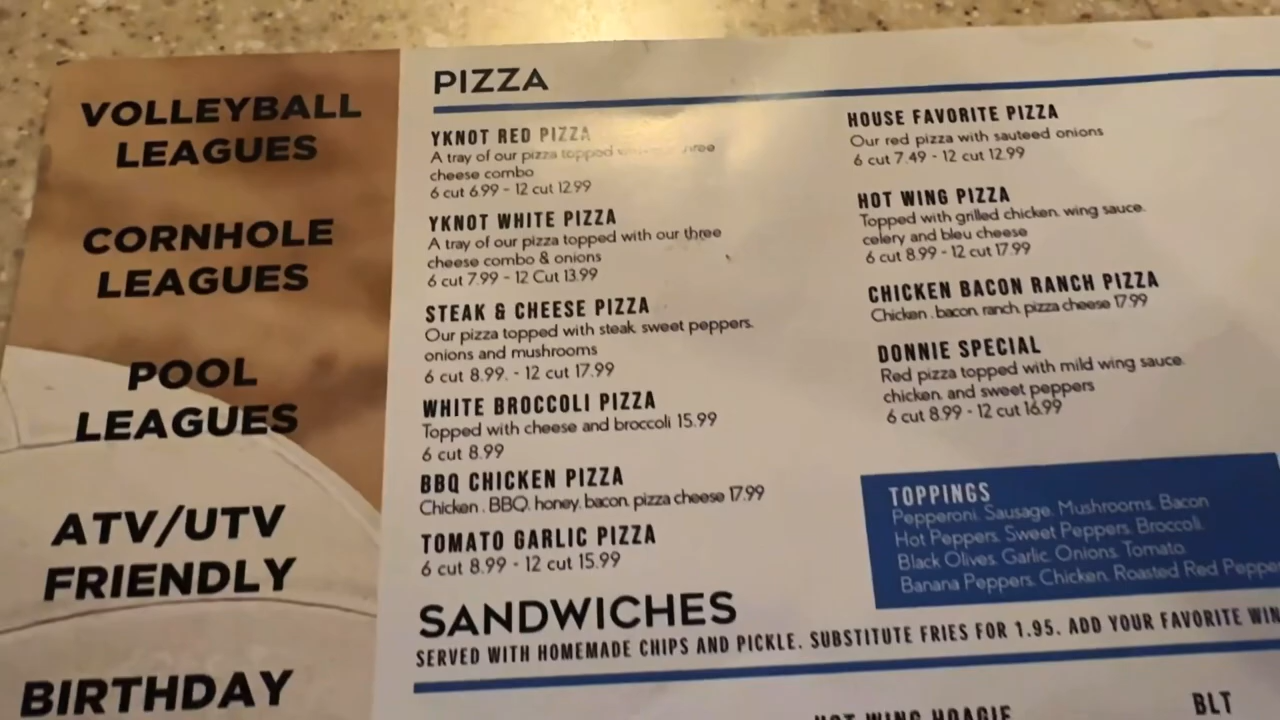 VOLLEYBALL
LEAGUES
CORNHOLE
LEAGUES
POOL
LEAGUES
ATV/UTV
FRIENDLY
BIRTHDAY
PIZZA
YKNOT RED PIZZA
A tray of our pizza topped three
cheese combo
6 cut 6.99 - 12 cut 12.99
YKNOT WHITE PIZZA
A tray of our pizza topped with our three
cheese combo & onions
6 cut 7.99 - 12 Cut 13.99
STEAK & CHEESE PIZZA
Our pizza topped with steak, sweet peppers,
onions and mushrooms
6 cut 8.99. - 12 cut 17.99
WHITE BROCCOLI PIZZA
Topped with cheese and broccoli 15.99
6 cut 8.99
BBQ CHICKEN PIZZA
Chicken , BBQ, honey, bacon, pizza cheese 17.99
TOMATO GARLIC PIZZA
6 cut 8.99 - 12 cut 15.99
HOUSE FAVORITE PIZZA
Our red pizza with sauteed onions
6 cut 7.49 - 12 cut 12.99
HOT WING PIZZA
Topped with grilled chicken, wing sauce,
celery and bleu cheese
6 cut 8.99 - 12 cut 17.99
CHICKEN BACON RANCH PIZZA
Chicken , bacon, ranch, pizza cheese 17.99
DONNIE SPECIAL
Red pizza topped with mild wing sauce,
chicken, and sweet peppers
6 cut 8.99 - 12 cut 16.99
TOPPINGS
Pepperoni, Sausage, Mushrooms, Bacon
Hot Peppers, Sweet Peppers, Broccoli,
Black Olives, Garlic, Onions, Tomato
Banana Peppers, Chicken, Roasted Red Peppe
SANDWICHES
SERVED WITH HOMEMADE CHIPS AND PICKLE. SUBSTITUTE FRIES FOR 1.95. ADD YOUR FAVORITE WIN
HOT WING HOAGIE
BLT